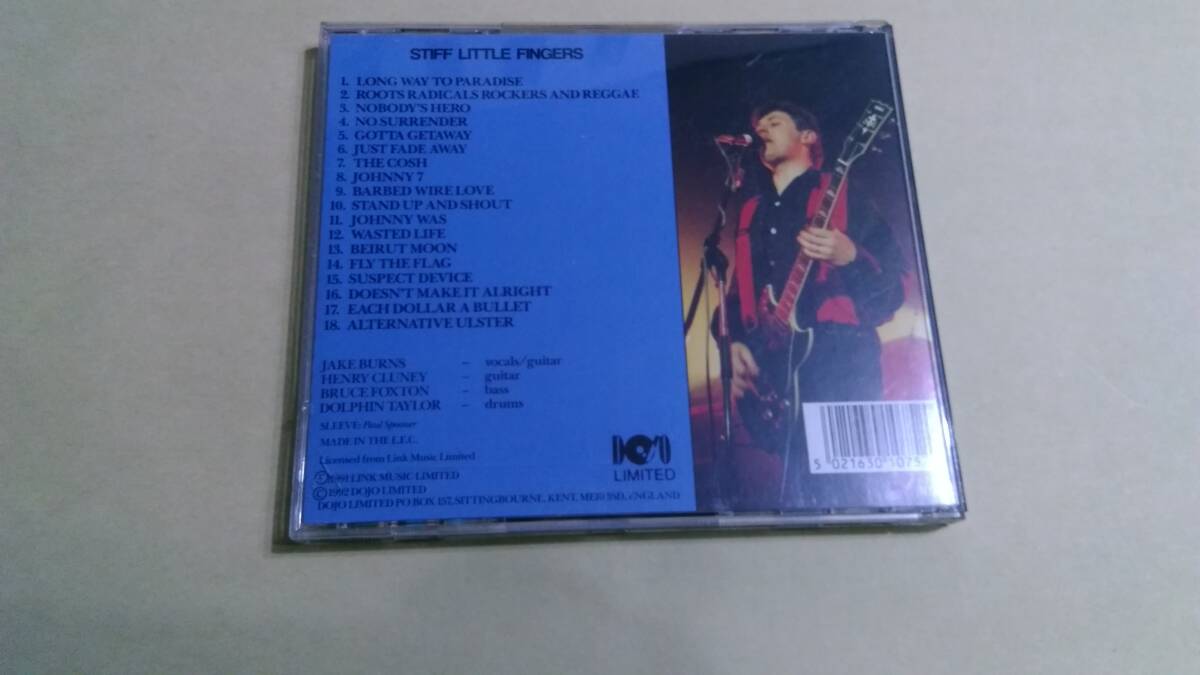 STIFF LITTLE FINGERS
1. LONG WAY TO PARADISE
2. ROOTS RADICALS ROCKERS AND REGGAE
3. NOBODY'S HERO
4. NO SURRENDER
5. GOTTA GETAWAY
6. JUST FADE AWAY
7. THE COSH
8. JOHNNY 7
9. BARBED WIRE LOVE
10. STAND UP AND SHOUT
11. JOHNNY WAS
12. WASTED LIFE
13. BEIRUT MOON
14. FLY THE FLAG
15. SUSPECT DEVICE
16. DOESN'T MAKE IT ALRIGHT
17. EACH DOLLAR A BULLET
18. ALTERNATIVE ULSTER
JAKE BURNS – vocals/guitar
HENRY CLUNEY – guitar
BRUCE FOXTON – bass
DOLPHIN TAYLOR – drums
SLEEVE: Paul Spooner
MADE IN THE E.E.C.
Licensed from Link Music Limited
1991 LINK MUSIC LIMITED
© 1992 DOJO LIMITED
DOJO LIMITED PO BOX 157, SITTINGBOURNE, KENT, ENGLAND
DOJO
LIMITED
5 021630